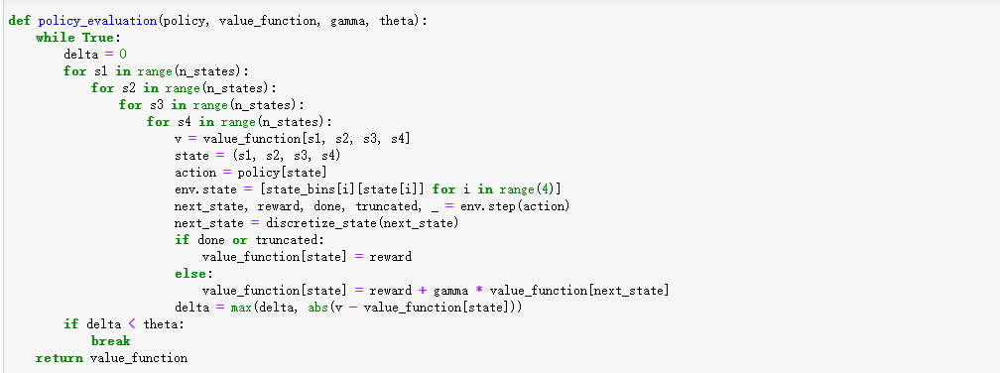 def policy_evaluation(policy, value_function, gamma, theta):
    while True:
        delta = 0
        for s1 in range(n_states):
            for s2 in range(n_states):
                for s3 in range(n_states):
                    for s4 in range(n_states):
                        v = value_function[s1, s2, s3, s4]
                        state = (s1, s2, s3, s4)
                        action = policy[state]
                        env.state = [state_bins[i][state[i]] for i in range(4)]
                        next_state, reward, done, truncated, _ = env.step(action)
                        next_state = discretize_state(next_state)
                        if done or truncated:
                            value_function[state] = reward
                        else:
                            value_function[state] = reward + gamma * value_function[next_state]
                        delta = max(delta, abs(v - value_function[state]))
        if delta < theta:
            break
    return value_function